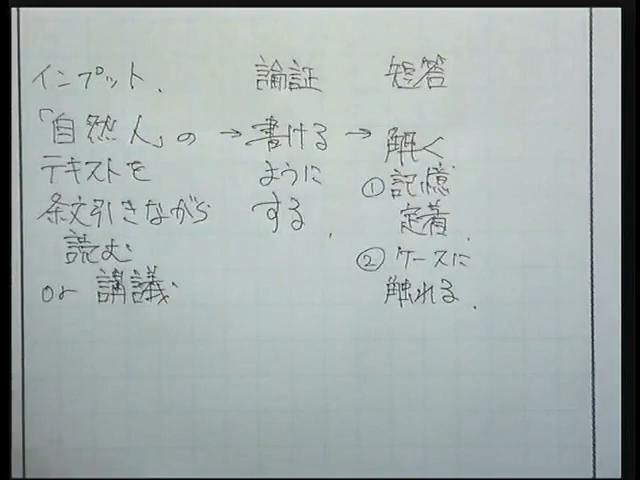 インプット. 論証 短答
「自然人」の → 書ける → 解く
テキストを ように ① 記憶
条文引きながら する. 定着
読む ② ケースに
or 講義 触れる.